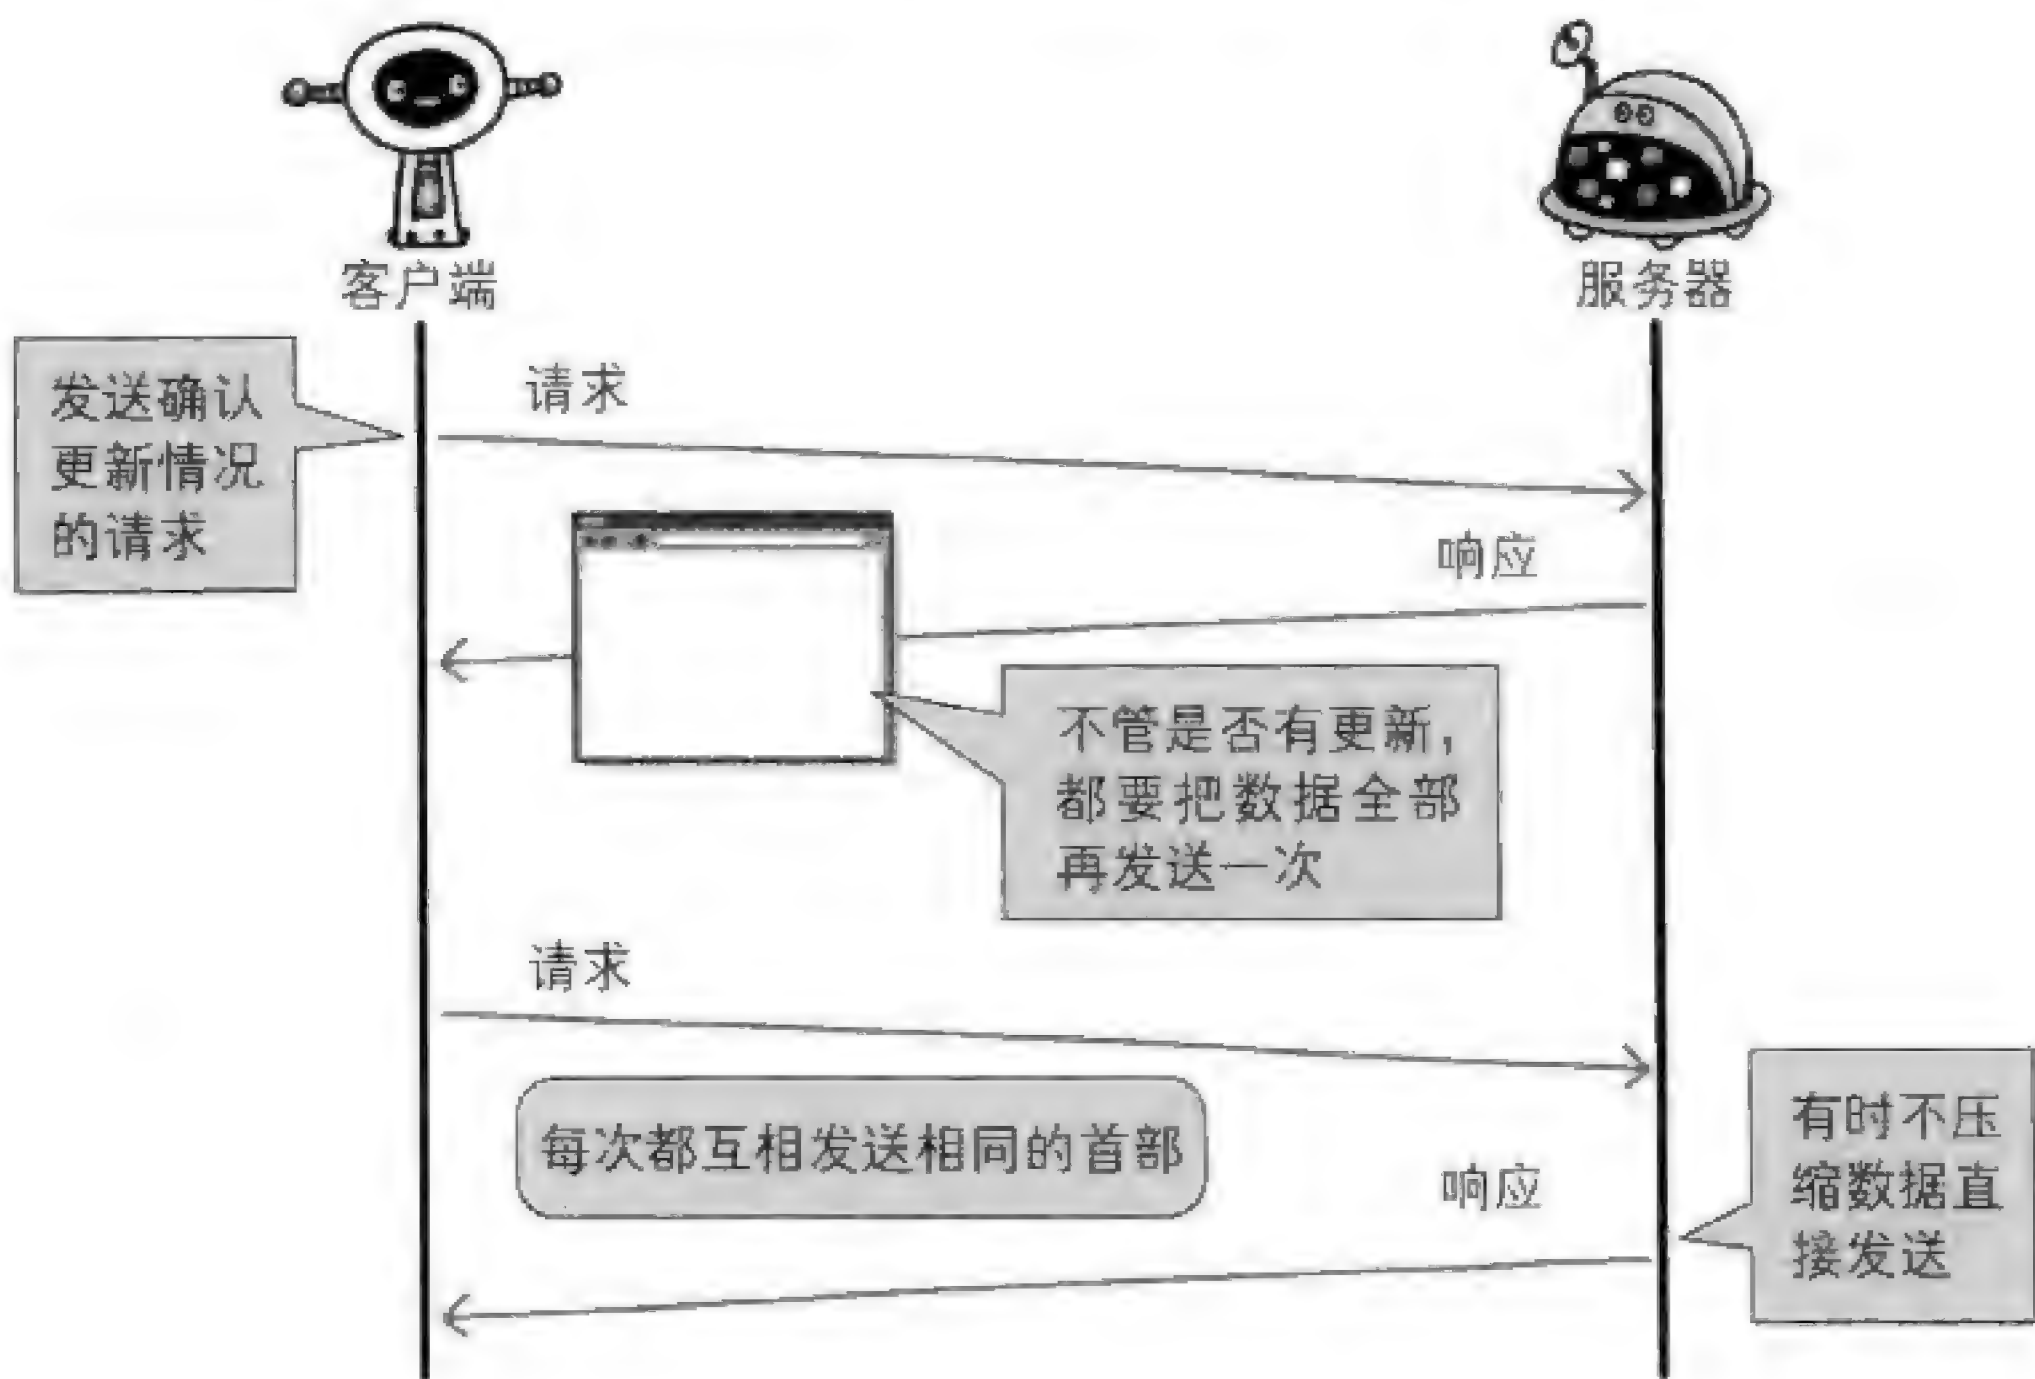 客户端
服务器
发送确认
更新情况
的请求
请求
响应
不管是否有更新，
都要把数据全部
再发送一次
请求
每次都互相发送相同的首部
响应
有时不压
缩数据直
接发送